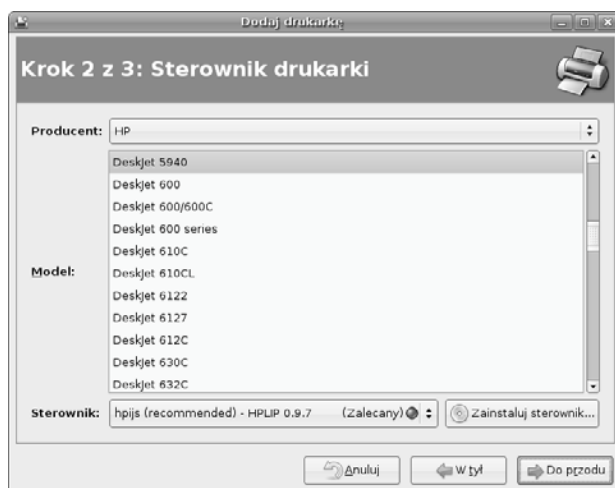 Dodaj drukarkę
Krok 2 z 3: Sterownik drukarki
Producent: HP
DeskJet 5940
DeskJet 600
DeskJet 600/600C
DeskJet 600 series
DeskJet 610C
Model:
DeskJet 610CL
DeskJet 6122
DeskJet 6127
DeskJet 612C
DeskJet 630C
DeskJet 632C
Sterownik: hpijs (recommended) - HPLIP 0.9.7 (Zalecany) Zainstaluj sterownik...
Anuluj W tył Do przodu